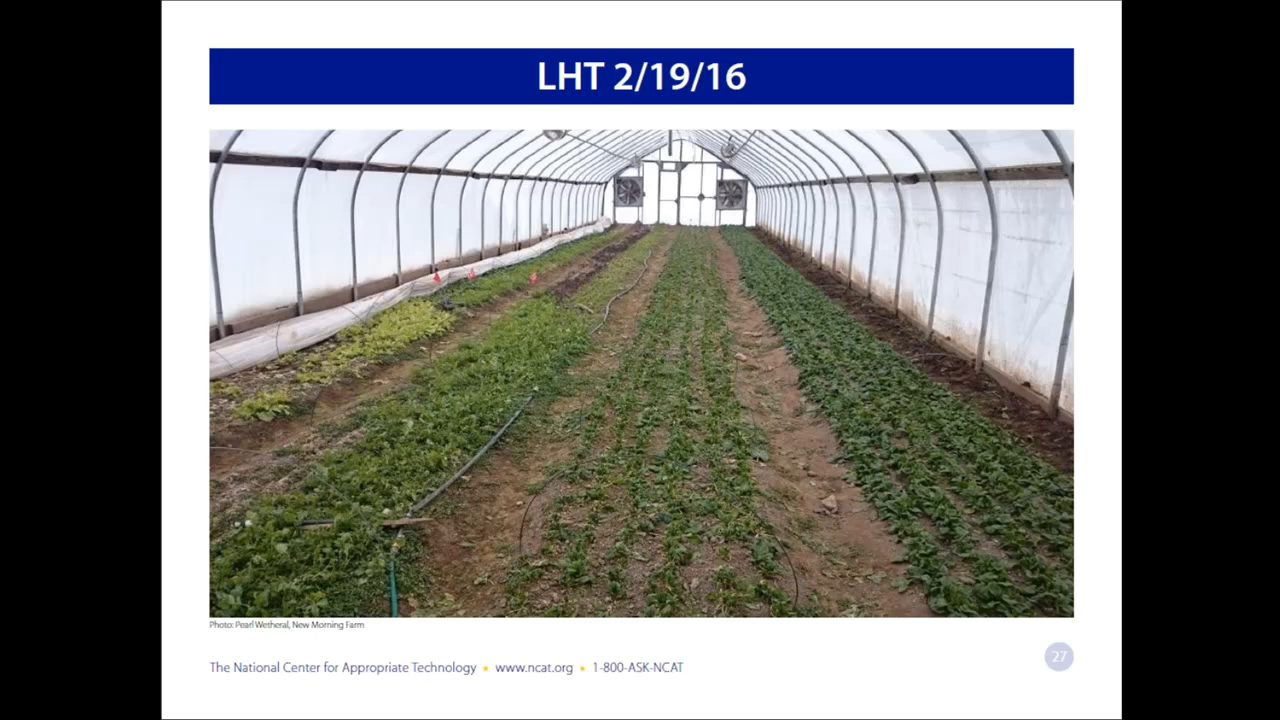 LHT 2/19/16
Photo: Pearl Wetheral, New Morning Farm
The National Center for Appropriate Technology ▪ www.ncat.org ▪ 1-800-ASK-NCAT
27